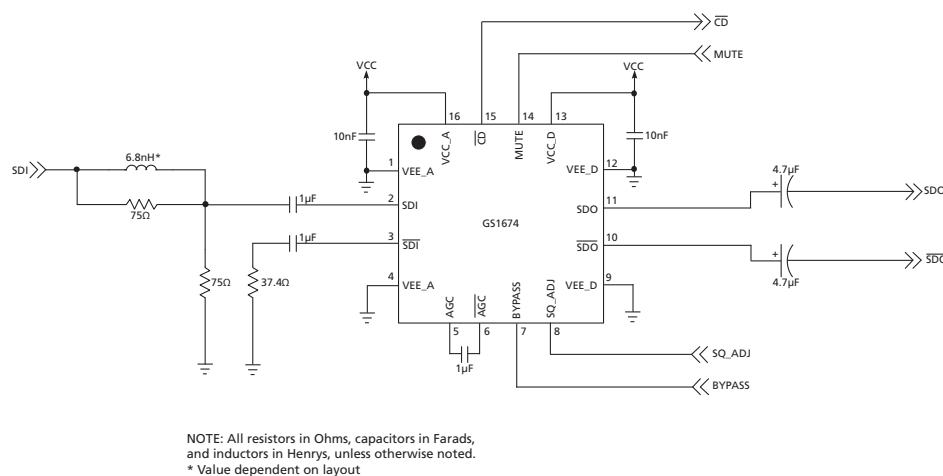 CD
MUTE
VCC
VCC
16
15
14
13
10nF
10nF
VCC_A
CD
MUTE
VCC_D
6.8nH*
SDI
75Ω
1
VEE_A
VEE_D
12
4.7µF
+
SDO
1µF
2
SDI
SDO
11
GS1674
1µF
3
SDI
SDO
10
+
SDO
4.7µF
75Ω
37.4Ω
4
VEE_A
VEE_D
9
AGC
AGC
BYPASS
SQ_ADJ
5
6
7
8
1µF
SQ_ADJ
BYPASS
NOTE: All resistors in Ohms, capacitors in Farads,
and inductors in Henrys, unless otherwise noted.
* Value dependent on layout